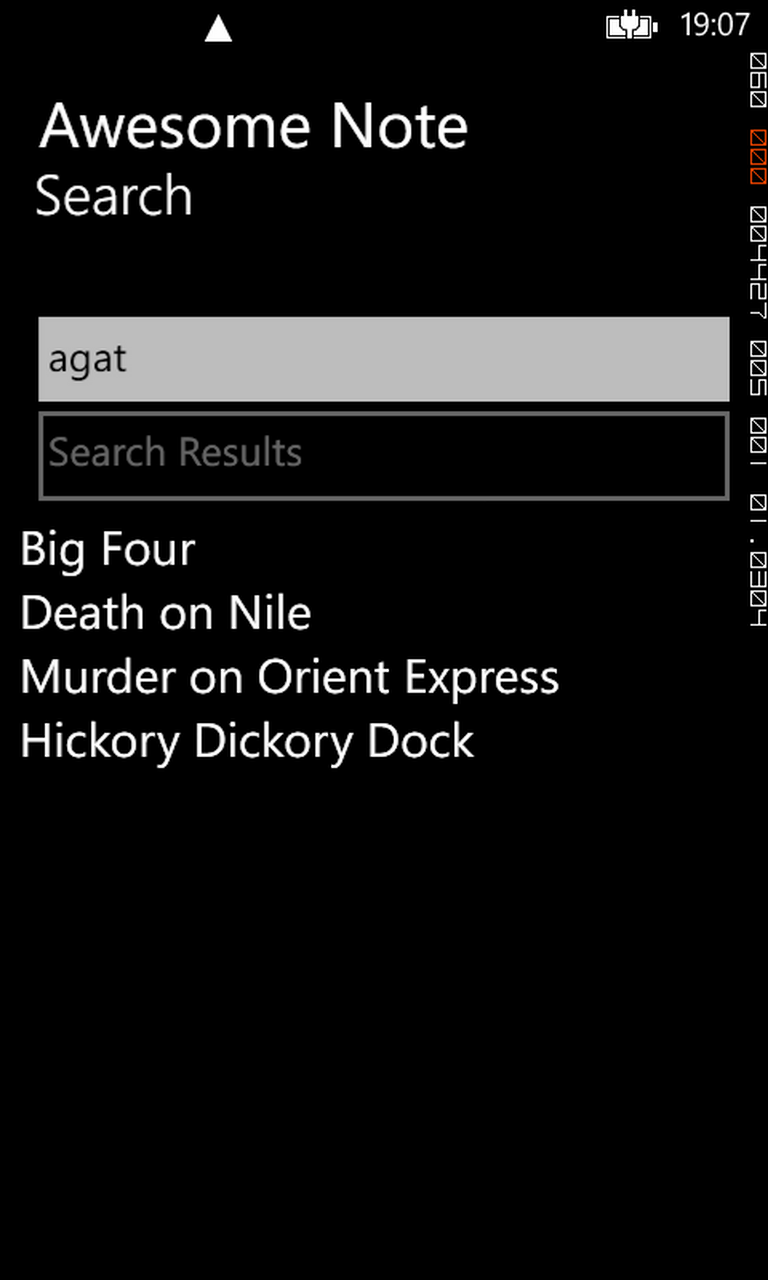 19:07
Awesome Note
Search
agat
Search Results
Big Four
Death on Nile
Murder on Orient Express
Hickory Dickory Dock
060 000 004427 005 001 01.0304